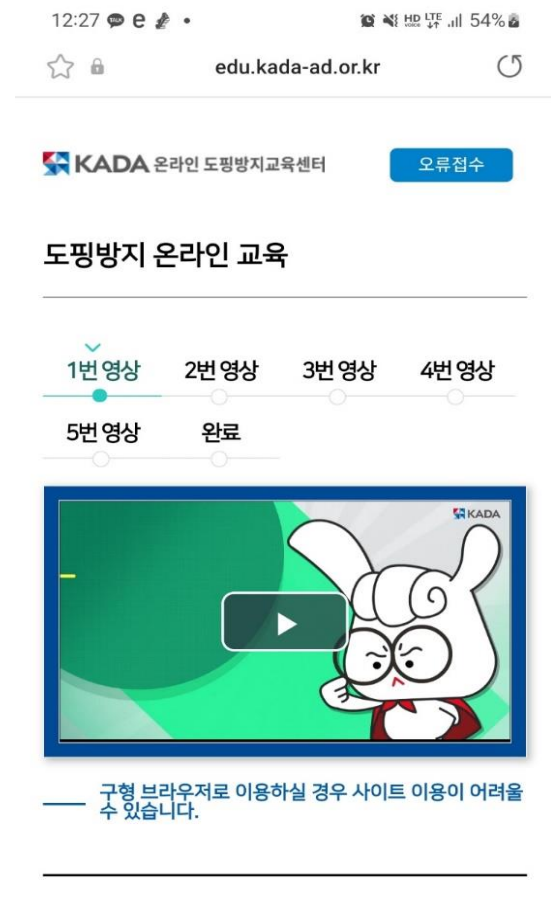 12:27
HD LTE 54%
edu.kada-ad.or.kr
KADA 온라인 도핑방지교육센터
오류접수
도핑방지 온라인 교육
1번 영상 2번 영상 3번 영상 4번 영상
5번 영상 완료
KADA
구형 브라우저로 이용하실 경우 사이트 이용이 어려울
수 있습니다.